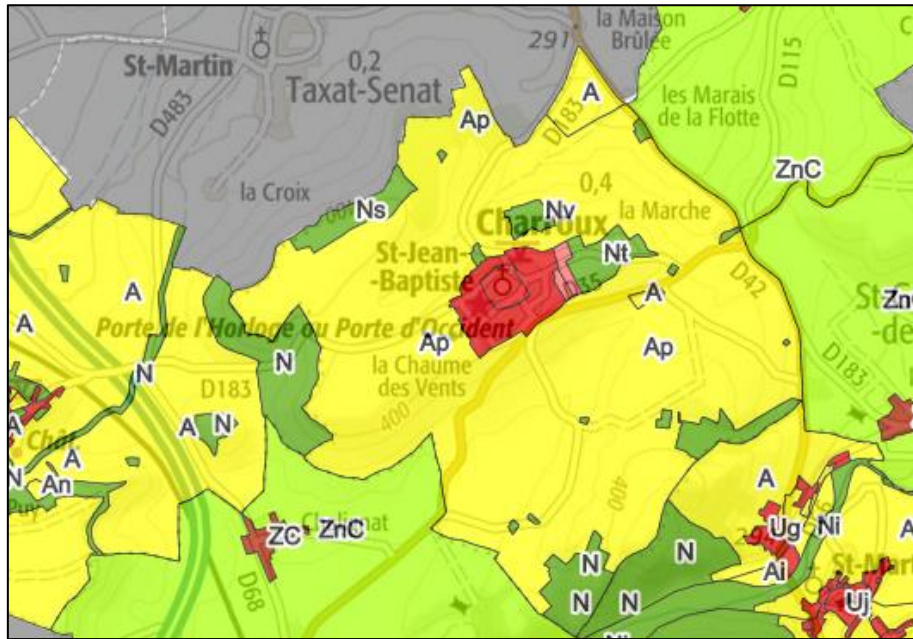 la Maison
Brûlée
291
St-Martin
0,2
Taxat-Senat
D115
A
D483
Ap
D183
les Marais
de la Flotte
la Croix
ZnC
0,4
Ns
Nv
la Marche
Charroux
St-Jean-
-Baptiste
Nt
A
D42
A
A
Porte de l'Horloge ou Porte d'Occident
Ap
Ap
N
la Chaume
des Vents
N
D183
D183
400
A
N
A
Chât.
A
N
An
400
A
ZC
ZnC
N
N
Ug
Ni
A
Ai
St-Mart
D68
N
N
Uj